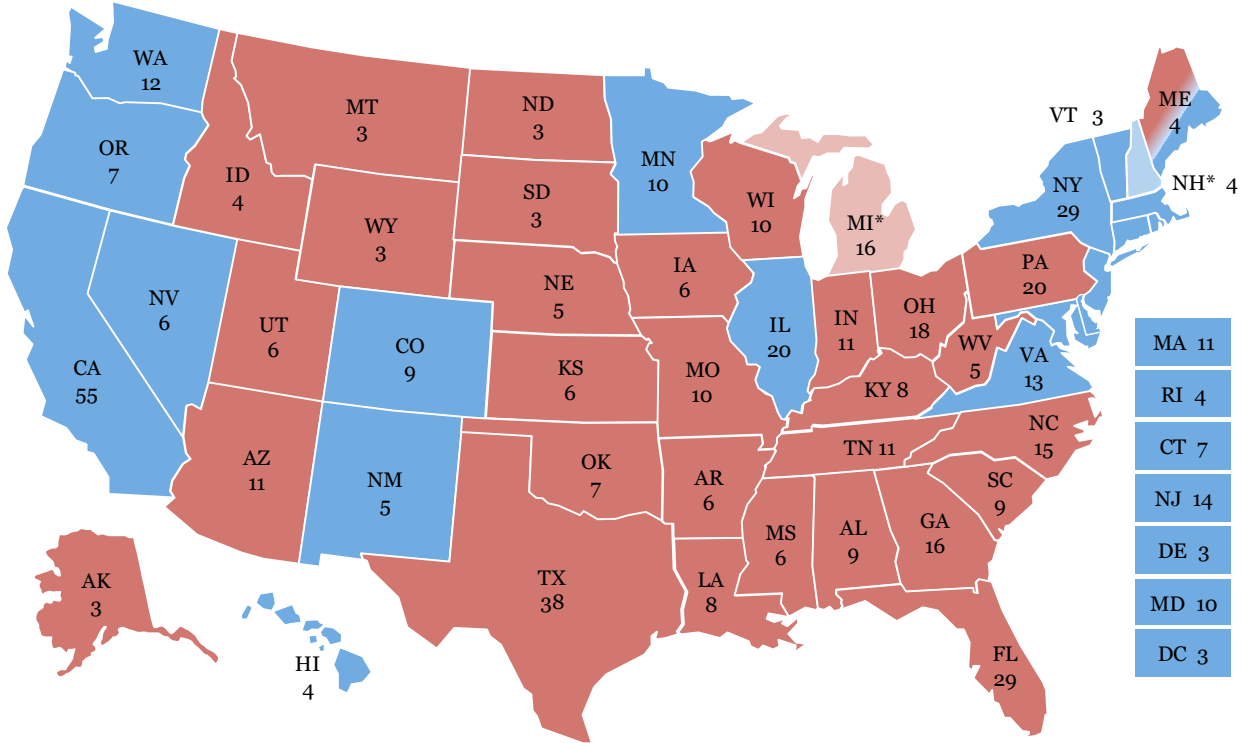 WA
12
OR
7
CA
55
NV
6
ID
4
MT
3
WY
3
UT
6
AZ
11
CO
9
NM
5
ND
3
SD
3
NE
5
KS
6
OK
7
TX
38
MN
10
IA
6
MO
10
AR
6
LA
8
WI
10
IL
20
MI*
16
IN
11
OH
18
KY 8
TN 11
MS
6
AL
9
GA
16
FL
29
SC
9
NC
15
VA
13
WV
5
PA
20
NY
29
VT 3
ME
4
NH* 4
MA 11
RI 4
CT 7
NJ 14
DE 3
MD 10
DC 3
AK
3
HI
4